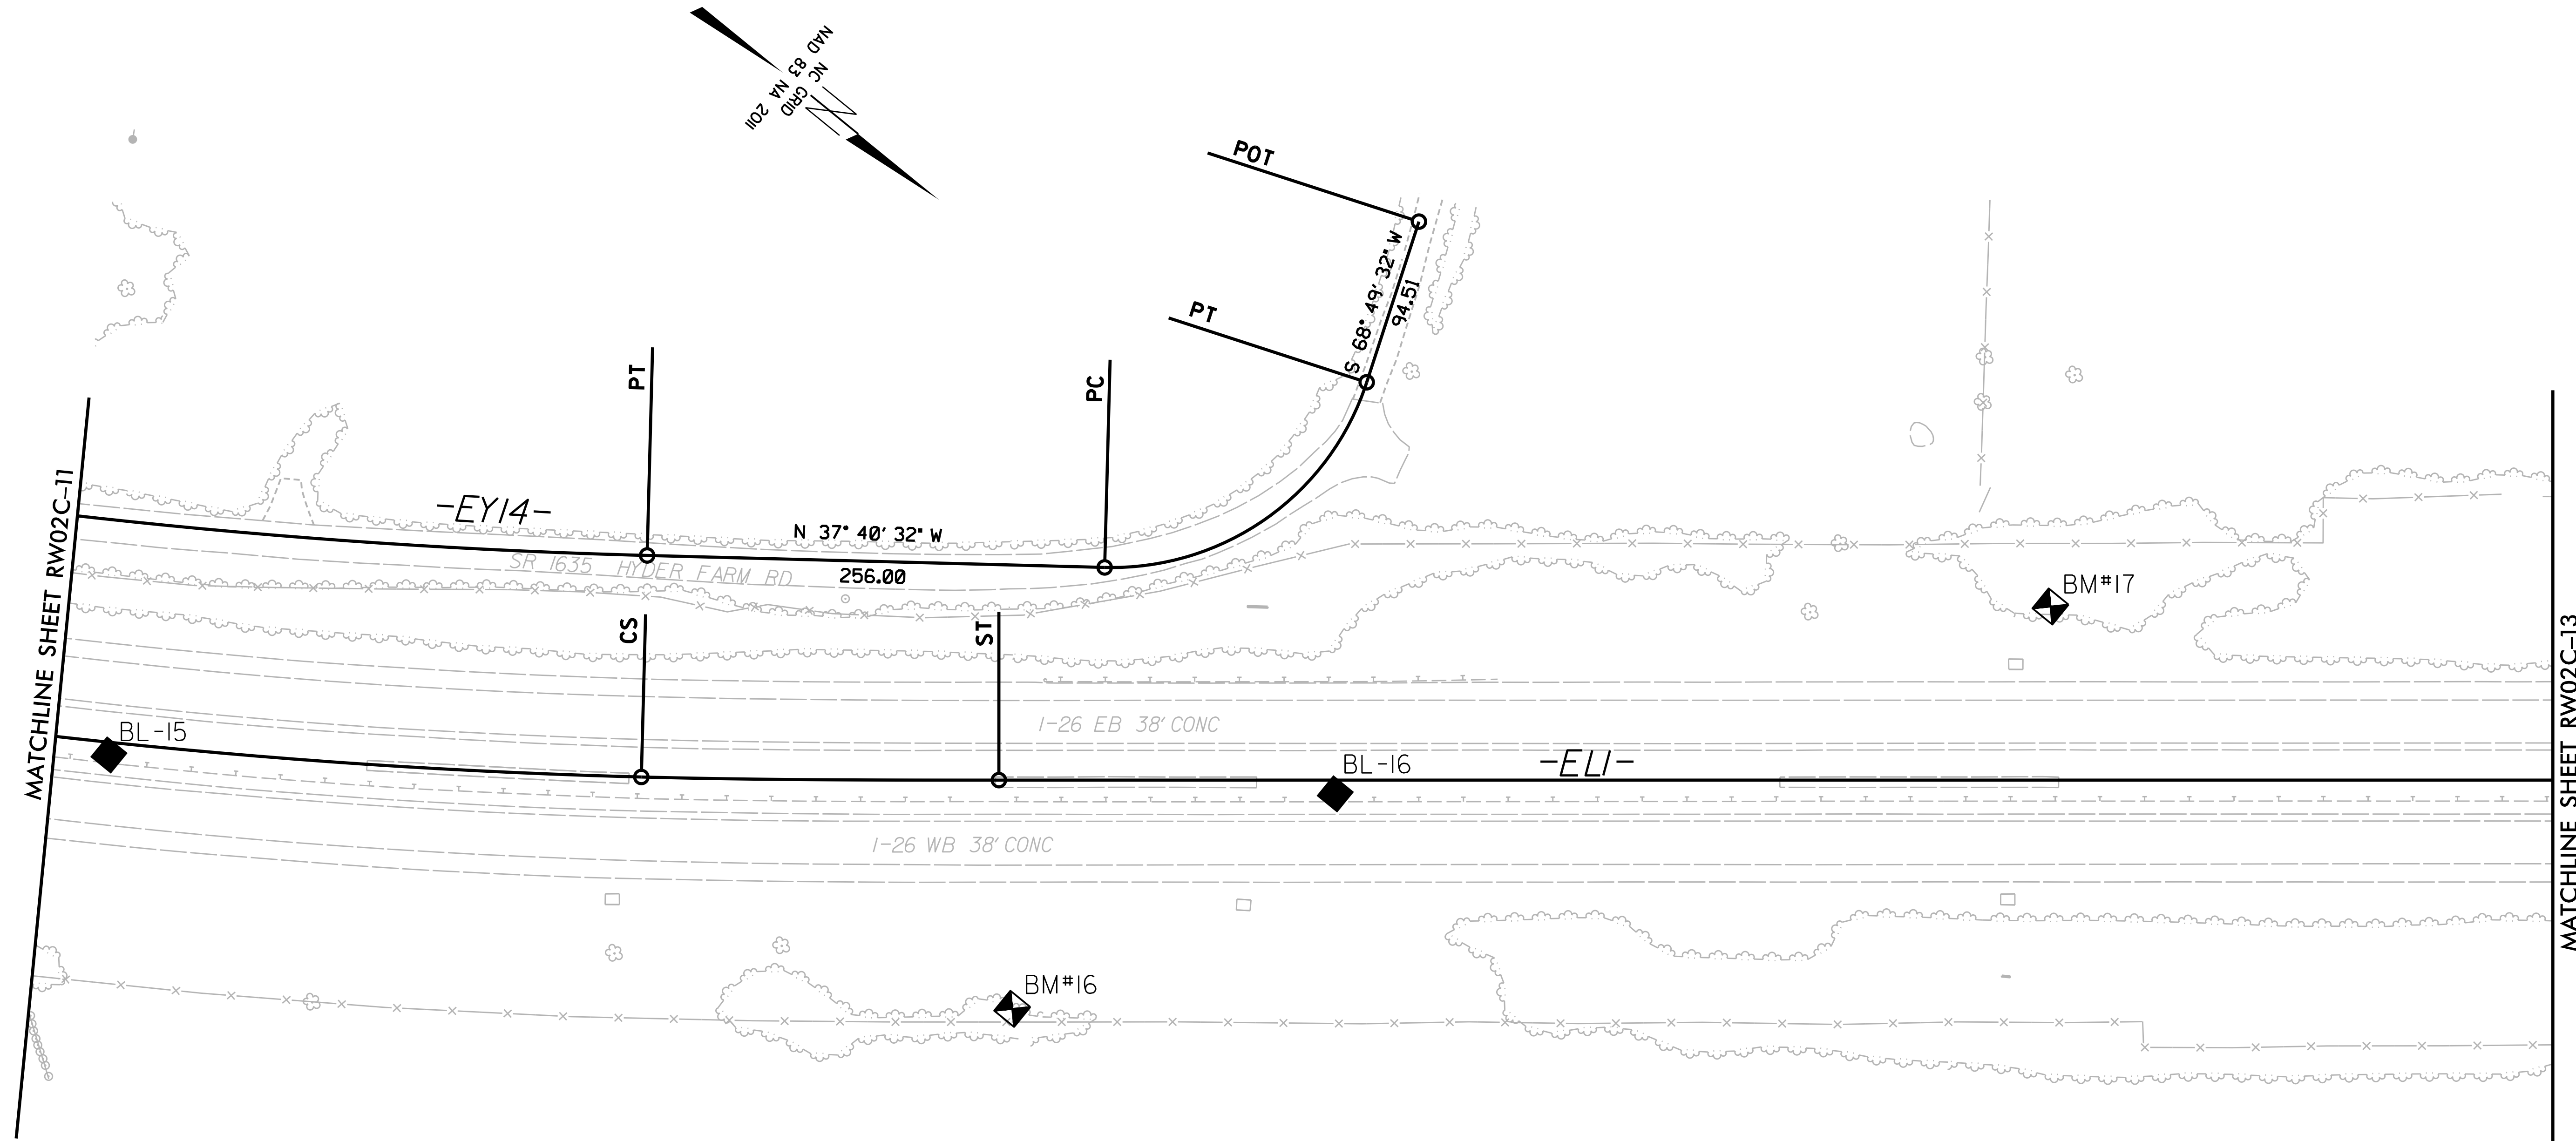 NAD 83 NA 2011
NC GRID
POT
S 68° 49' 32" W
94.51
PT
PT
PC
MATCHLINE SHEET RW02C-11
-EY14-
N 37° 40' 32" W
SR 1635 HYDER FARM RD
256.00
BM#17
CS
ST
MATCHLINE SHEET RW02C-13
BL-15
I-26 EB 38' CONC
BL-16
-EL1-
I-26 WB 38' CONC
BM#16